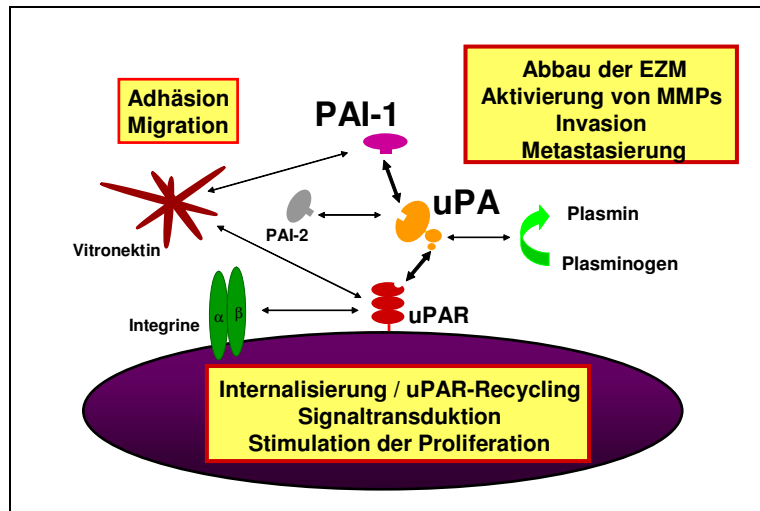 Adhäsion
Migration
Abbau der EZM
Aktivierung von MMPs
Invasion
Metastasierung
PAI-1
uPA
PAI-2
Plasmin
Plasminogen
Vitronektin
Integrine
α β
uPAR
Internalisierung / uPAR-Recycling
Signaltransduktion
Stimulation der Proliferation